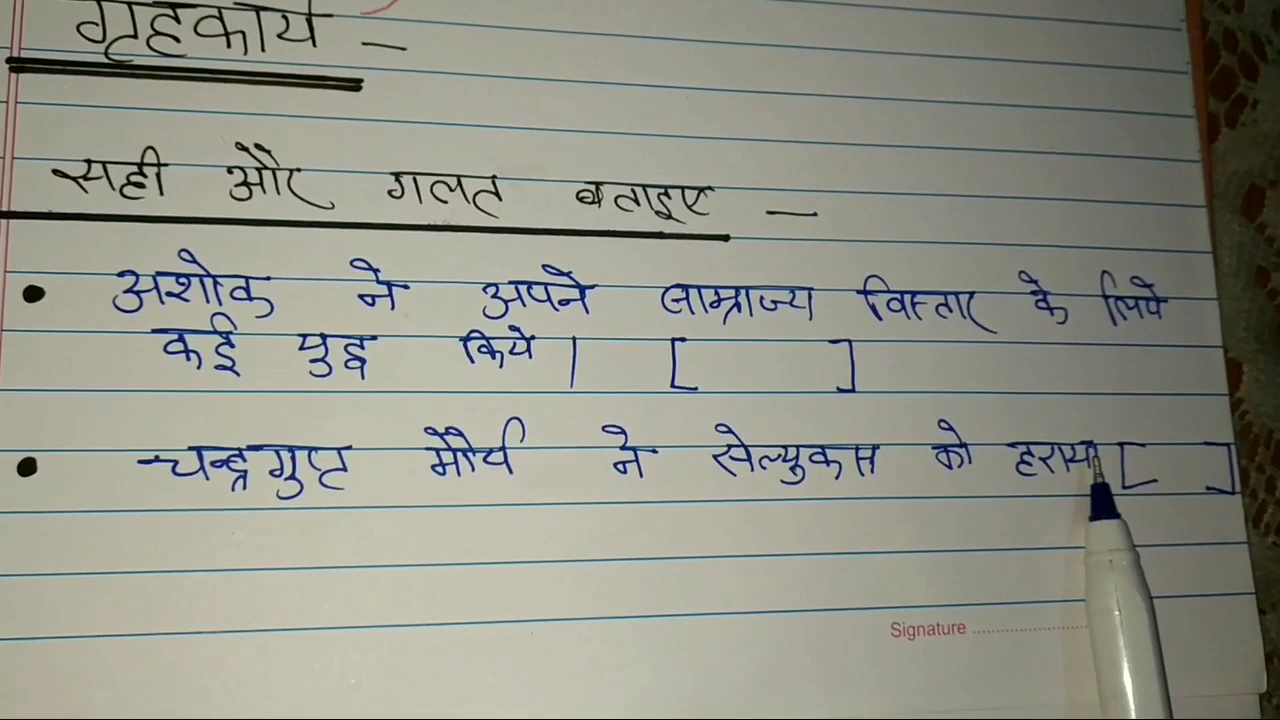 गृहकार्य –
सही और गलत बताइए –
• अशोक ने अपने साम्राज्य विस्तार के लिये
कई युद्ध किये। [ ]
• चन्द्रगुप्त मौर्य ने सेल्युकस को हराया [ ]
Signature ........................